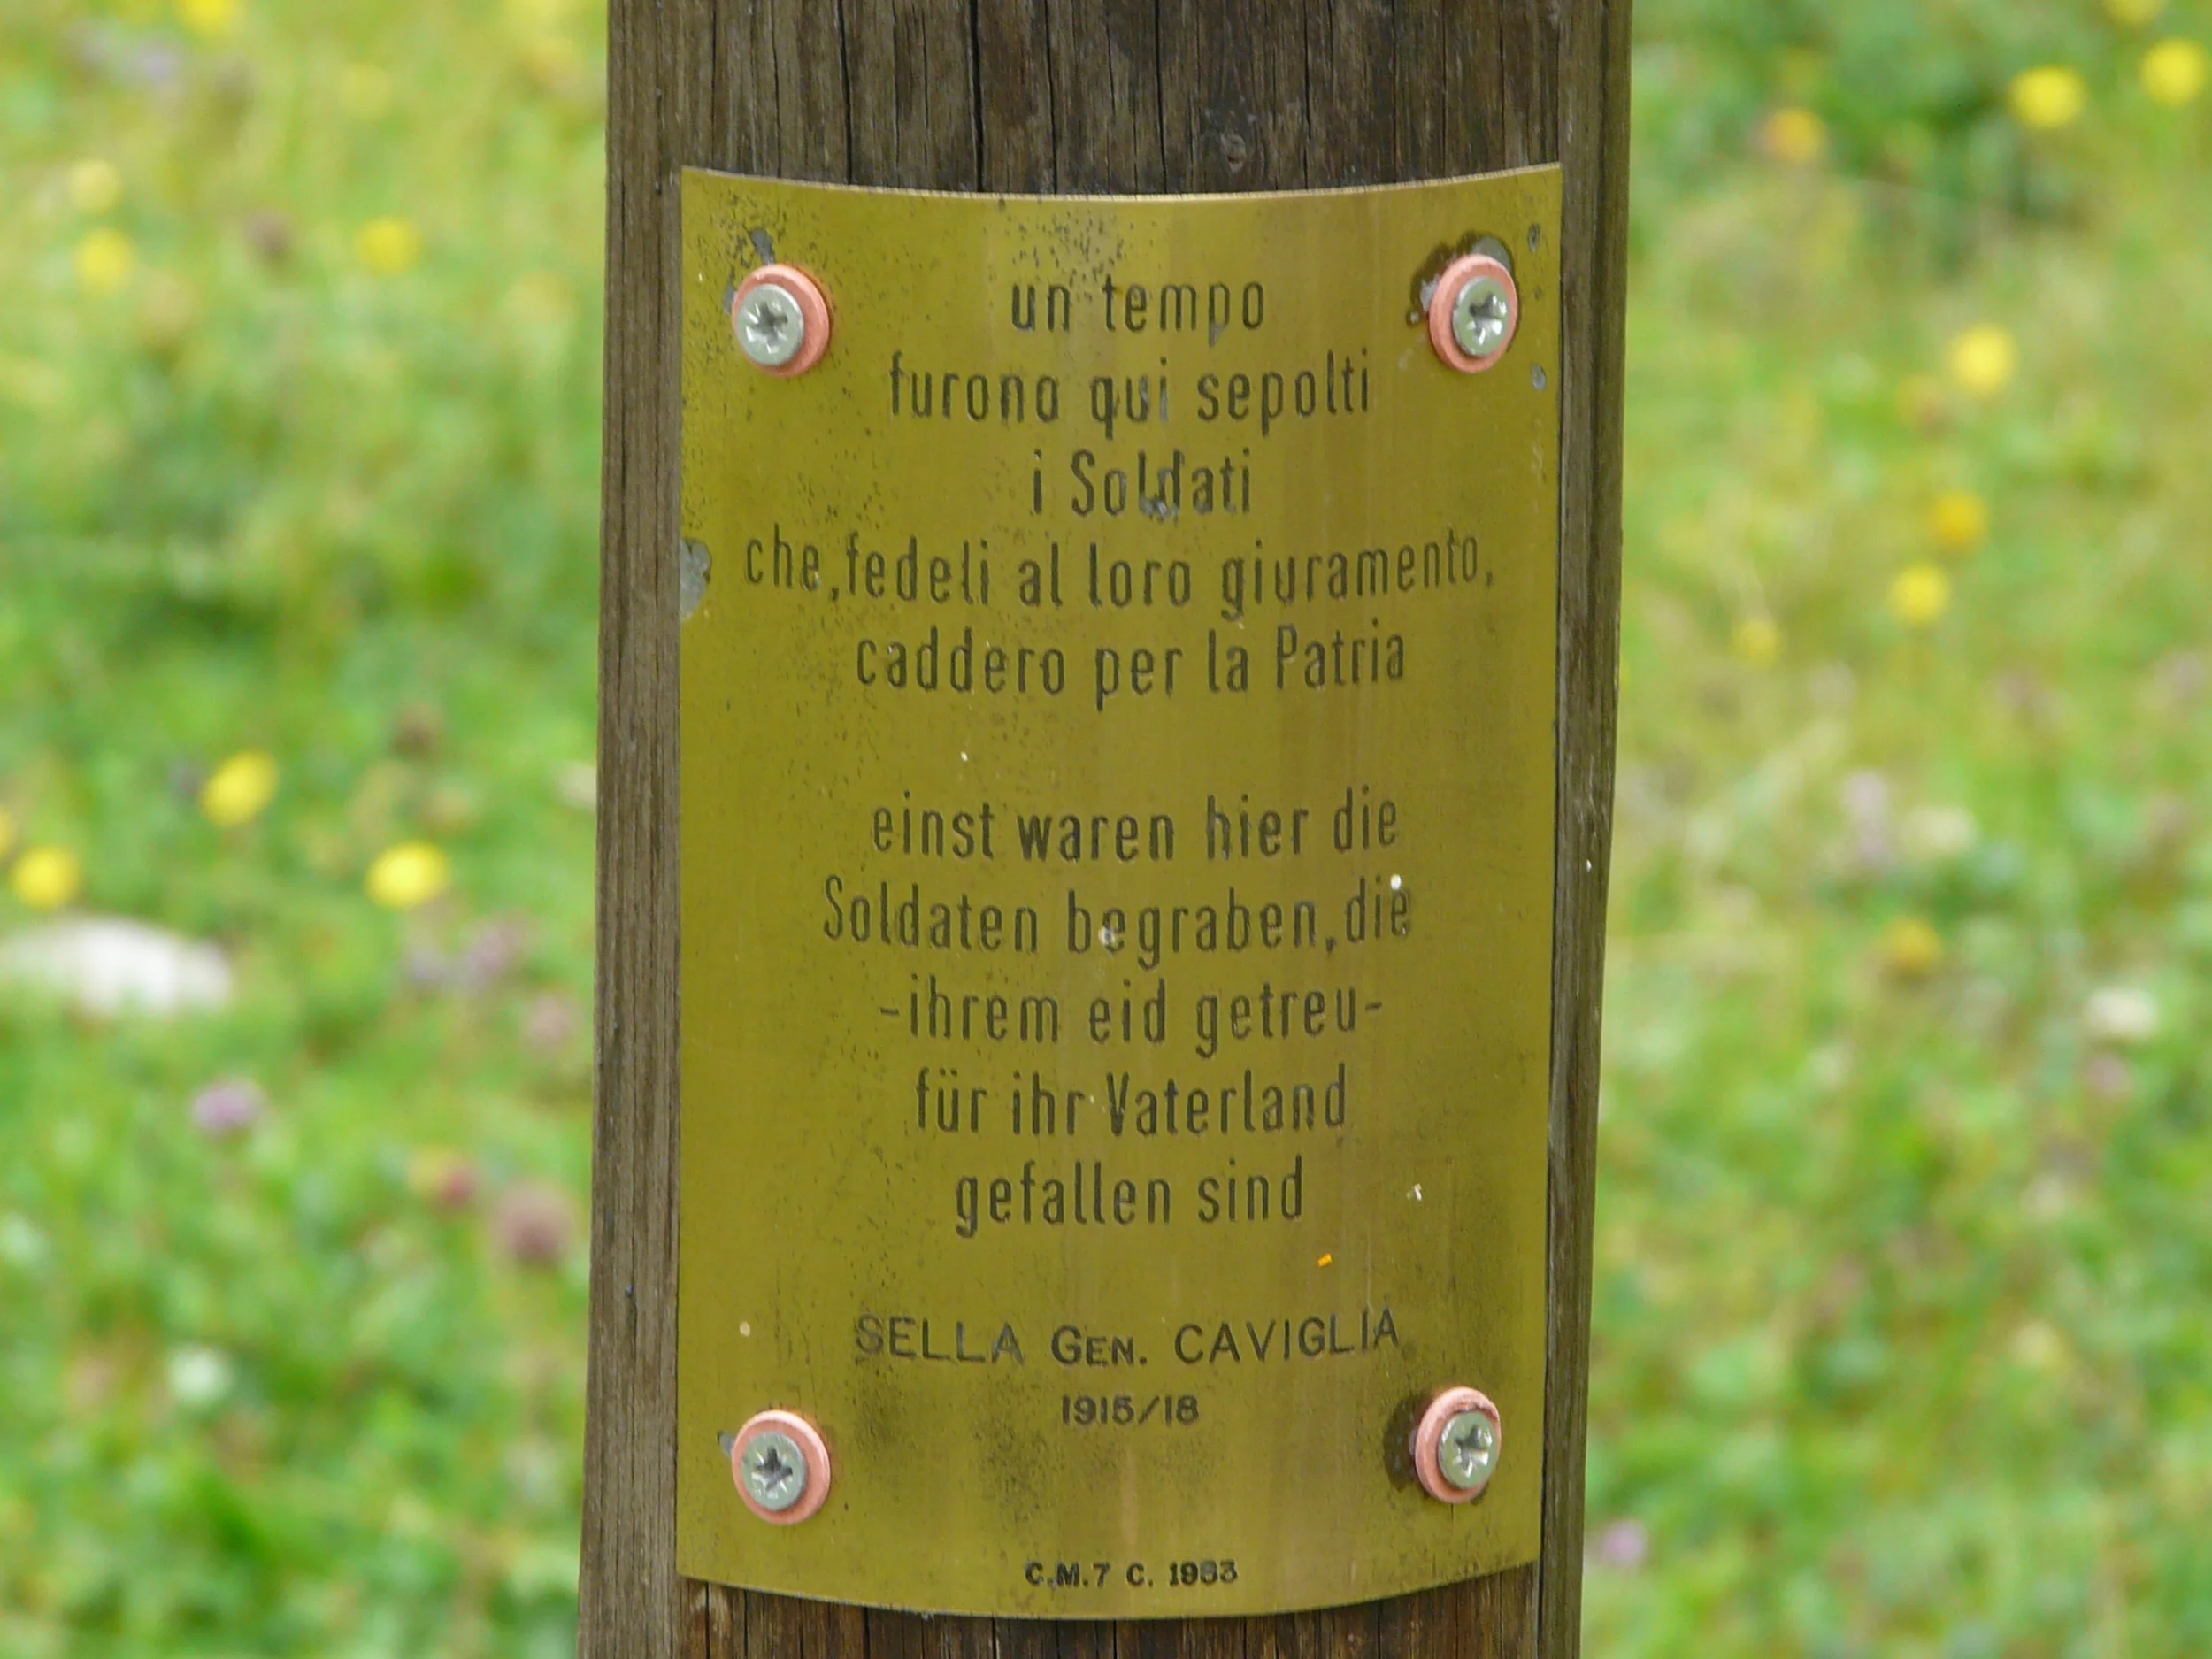 un tempo
furono qui sepolti
i Soldati
che,fedeli al loro giuramento,
caddero per la Patria
einst waren hier die
Soldaten begraben,die
-ihrem eid getreu-
für ihr Vaterland
gefallen sind
SELLA GEN. CAVIGLIA
1915/18
C.M.7 C. 1983